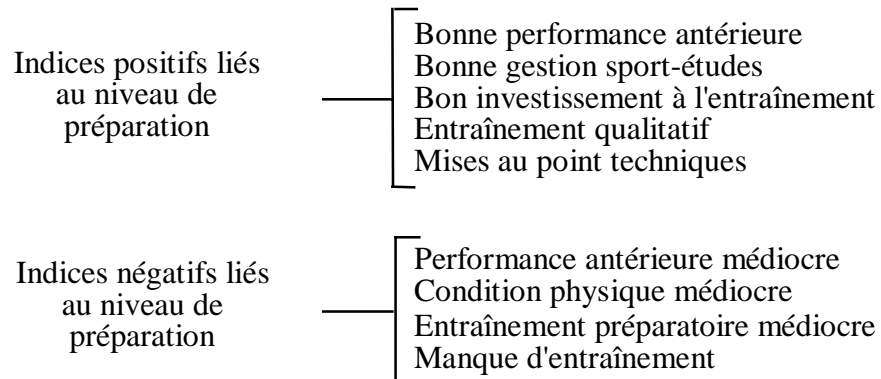 Indices positifs liés
au niveau de
préparation
Bonne performance antérieure
Bonne gestion sport-études
Bon investissement à l'entraînement
Entraînement qualitatif
Mises au point techniques
Indices négatifs liés
au niveau de
préparation
Performance antérieure médiocre
Condition physique médiocre
Entraînement préparatoire médiocre
Manque d'entraînement